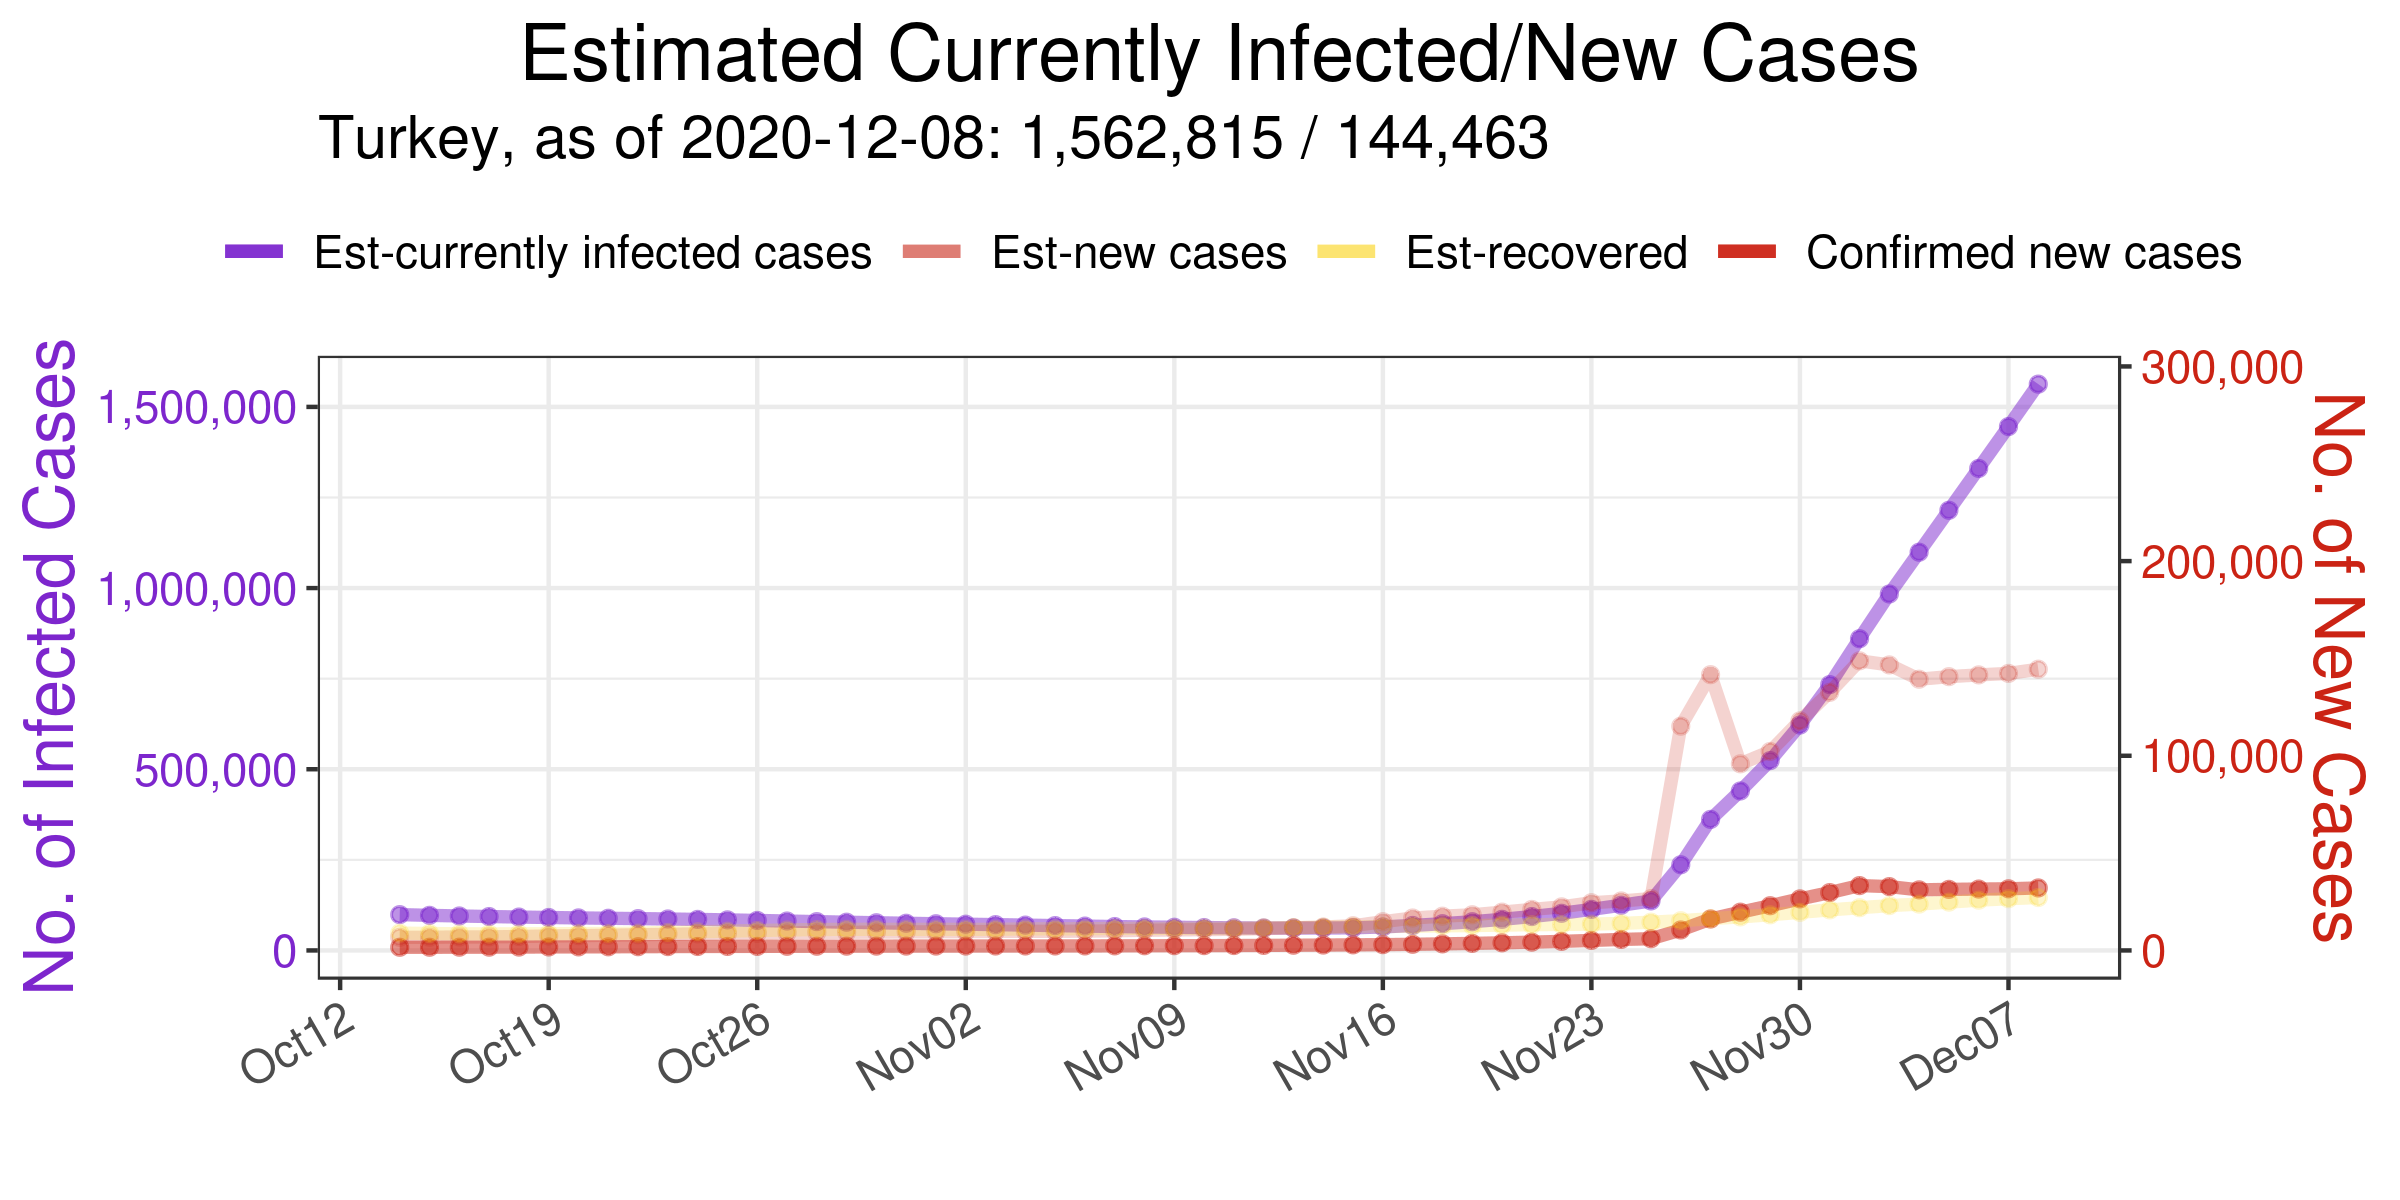 Estimated Currently Infected/New Cases
Turkey, as of 2020-12-08: 1,562,815 / 144,463
Est-currently infected cases Est-new cases Est-recovered Confirmed new cases
No. of Infected Cases
1,500,000
1,000,000
500,000
0
300,000
200,000
100,000
0
No. of New Cases
Oct12 Oct19 Oct26 Nov02 Nov09 Nov16 Nov23 Nov30 Dec07